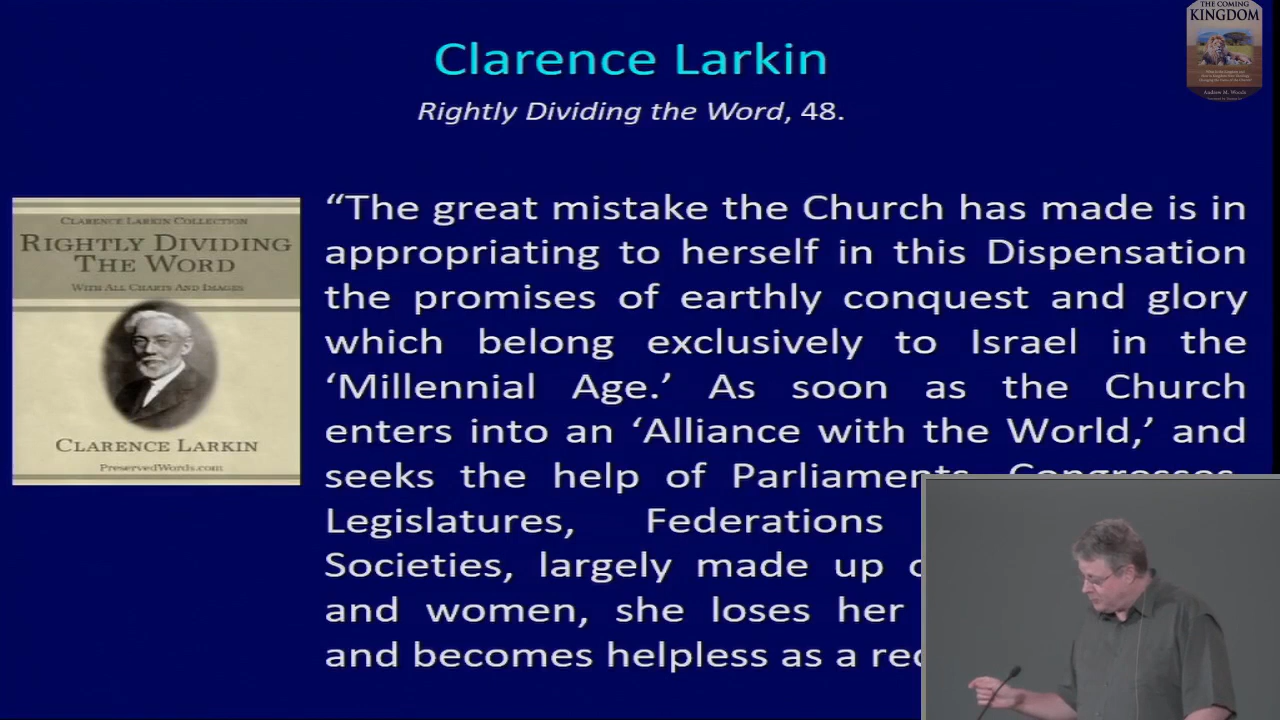 THE COMING
KINGDOM
Andrew M. Woods
Clarence Larkin
Rightly Dividing the Word, 48.
CLARENCE LARKIN COLLECTION
RIGHTLY DIVIDING
THE WORD
WITH ALL CHARTS AND IMAGES
CLARENCE LARKIN
PreservedWords.com
“The great mistake the Church has made is in
appropriating to herself in this Dispensation
the promises of earthly conquest and glory
which belong exclusively to Israel in the
‘Millennial Age.’ As soon as the Church
enters into an ‘Alliance with the World,’ and
seeks the help of Parliaments, Congresses,
Legislatures, Federations
Societies, largely made up
and women, she loses her
and becomes helpless as a